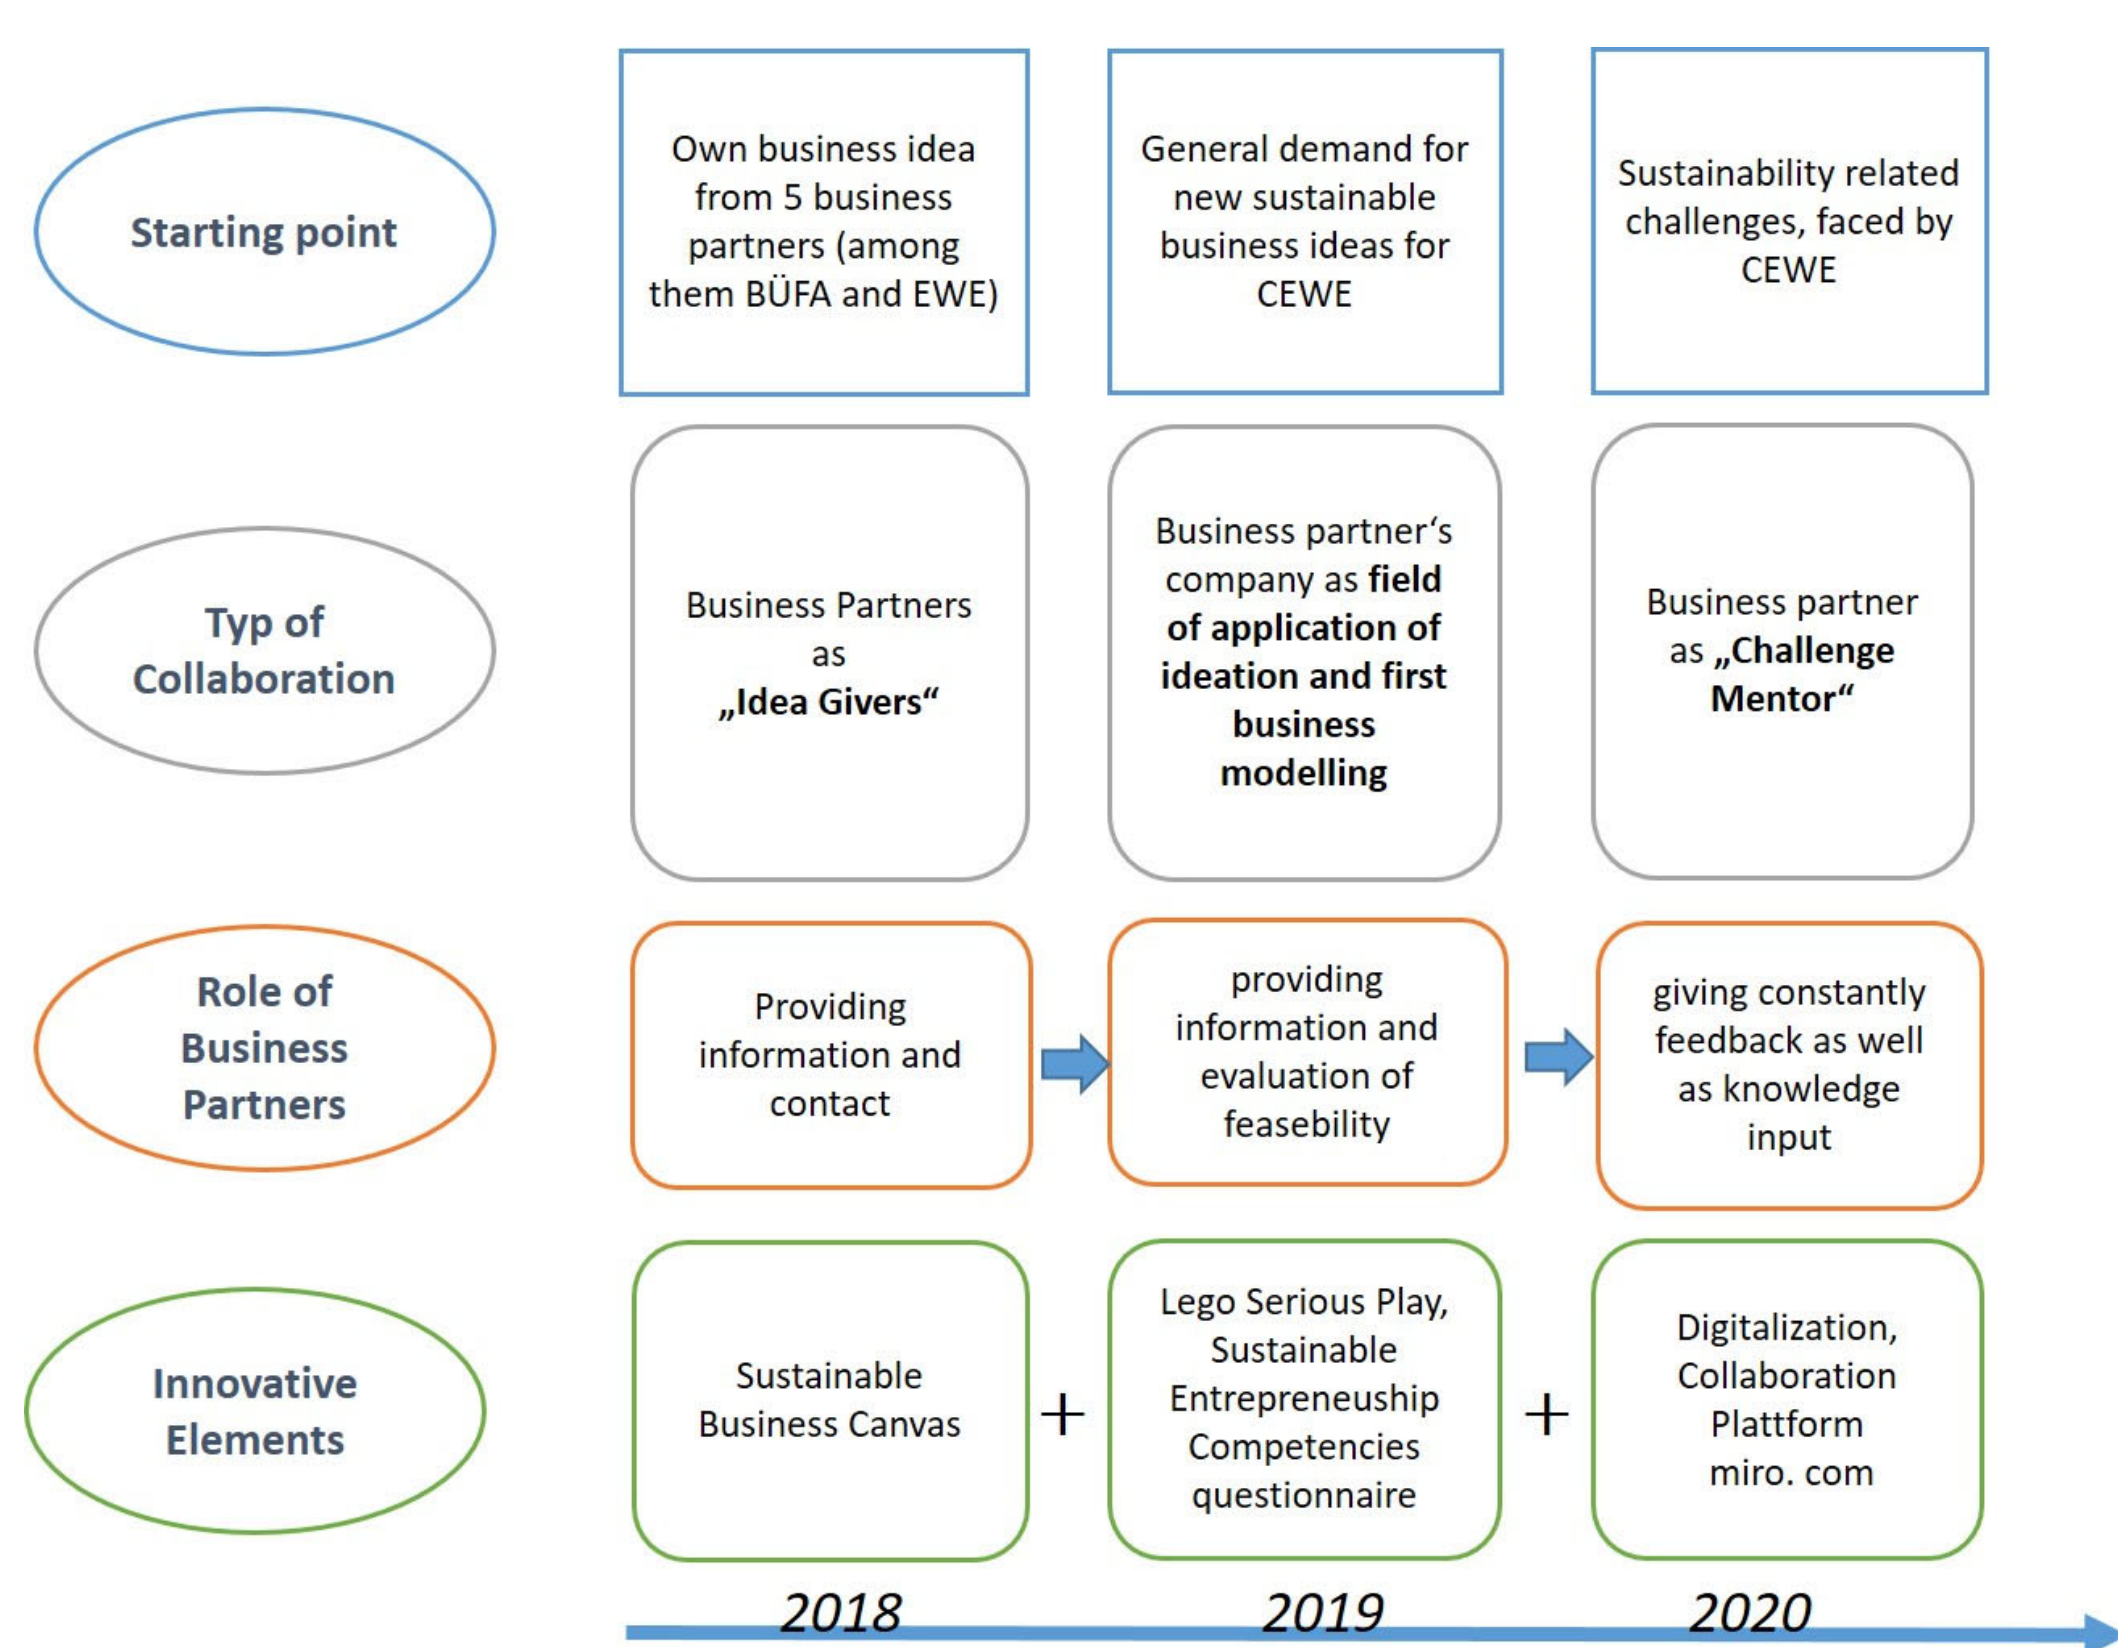 Starting point
Own business idea
from 5 business
partners (among
them BÜFA and EWE)
General demand for
new sustainable
business ideas for
CEWE
Sustainability related
challenges, faced by
CEWE
Typ of
Collaboration
Business Partners
as
„Idea Givers“
Business partner‘s
company as field
of application of
ideation and first
business
modelling
Business partner
as „Challenge
Mentor“
Role of
Business
Partners
Providing
information and
contact
providing
information and
evaluation of
feasebility
giving constantly
feedback as well
as knowledge
input
Innovative
Elements
Sustainable
Business Canvas
+
Lego Serious Play,
Sustainable
Entrepreneuship
Competencies
questionnaire
+
Digitalization,
Collaboration
Plattform
miro. com
2018
2019
2020